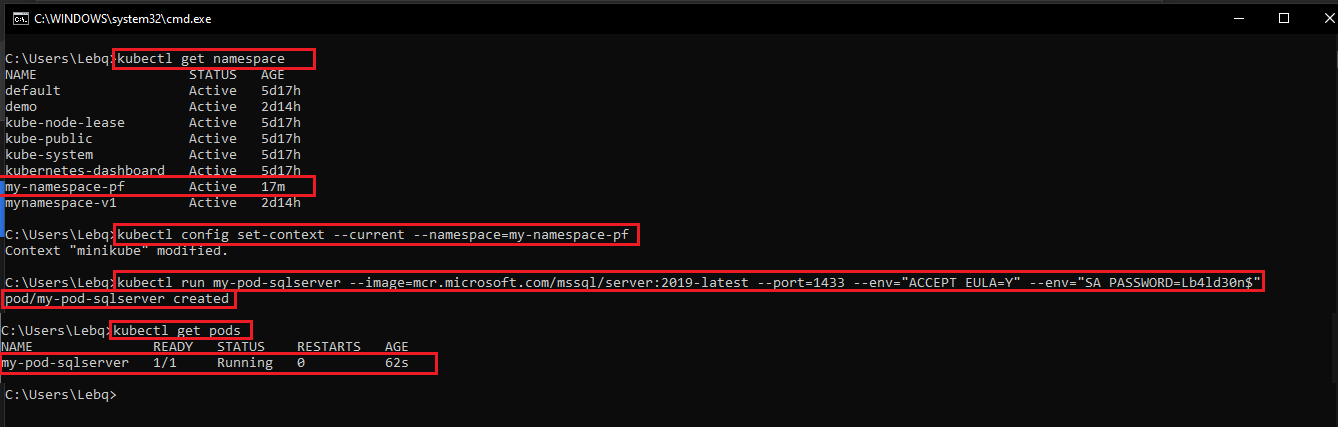 C:\WINDOWS\system32\cmd.exe
C:\Users\Lebq>kubectl get namespace
NAME STATUS AGE
default Active 5d17h
demo Active 2d14h
kube-node-lease Active 5d17h
kube-public Active 5d17h
kube-system Active 5d17h
kubernetes-dashboard Active 5d17h
my-namespace-pf Active 17m
mynamespace-v1 Active 2d14h
C:\Users\Lebq>kubectl config set-context --current --namespace=my-namespace-pf
Context "minikube" modified.
C:\Users\Lebq>kubectl run my-pod-sqlserver --image=mcr.microsoft.com/mssql/server:2019-latest --port=1433 --env="ACCEPT_EULA=Y" --env="SA_PASSWORD=Lb4ld30n$"
pod/my-pod-sqlserver created
C:\Users\Lebq>kubectl get pods
NAME READY STATUS RESTARTS AGE
my-pod-sqlserver 1/1 Running 0 62s
C:\Users\Lebq>